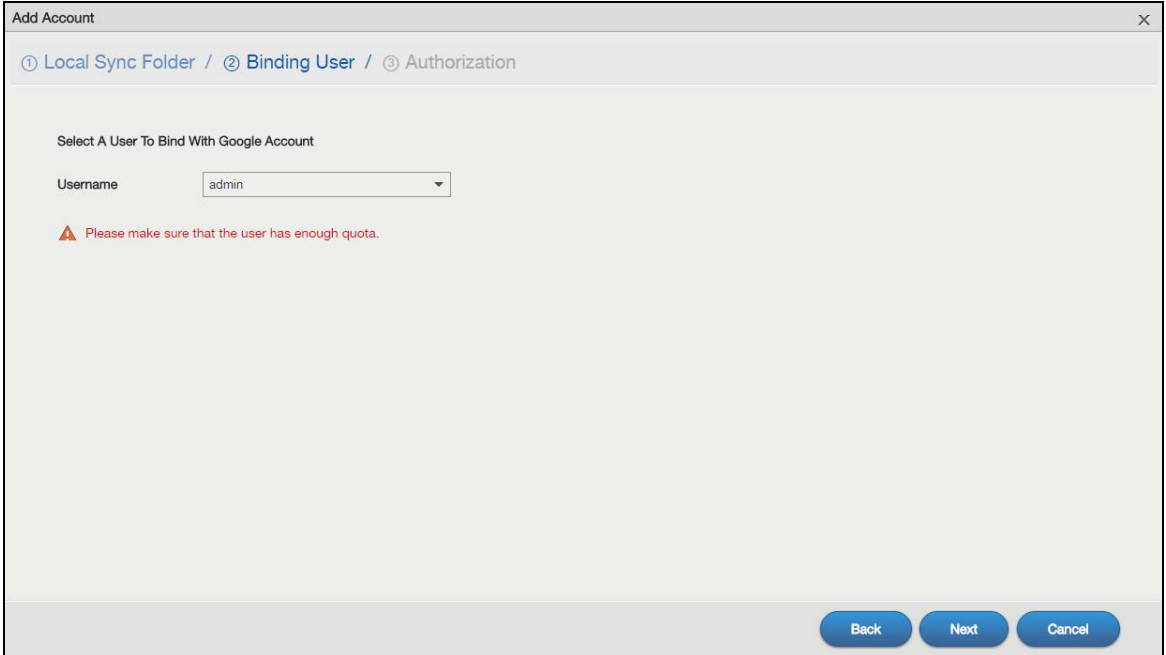 Add Account
① Local Sync Folder / ② Binding User / ③ Authorization
Select A User To Bind With Google Account
Username admin
Please make sure that the user has enough quota.
Back Next Cancel